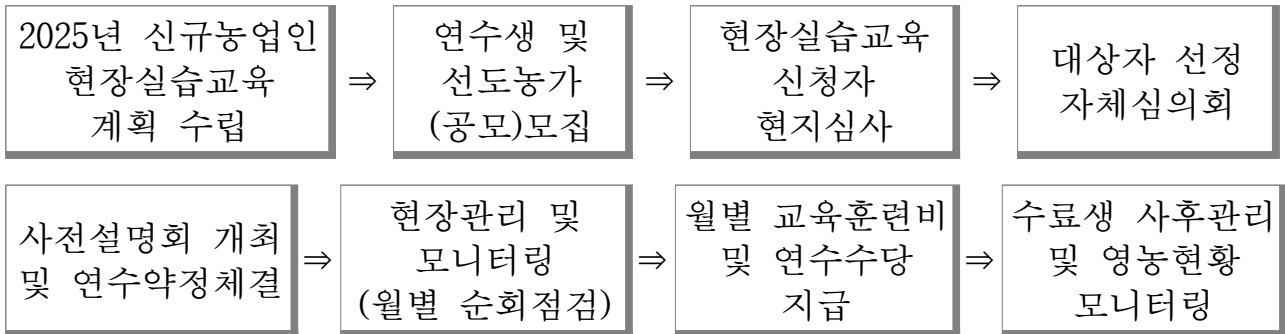 2025년 신규농업인
현장실습교육
계획 수립
⇒
연수생 및
선도농가
(공모)모집
⇒
현장실습교육
신청자
현지심사
⇒
대상자 선정
자체심의회
사전설명회 개최
및 연수약정체결
⇒
현장관리 및
모니터링
(월별 순회점검)
⇒
월별 교육훈련비
및 연수수당
지급
⇒
수료생 사후관리
및 영농현황
모니터링